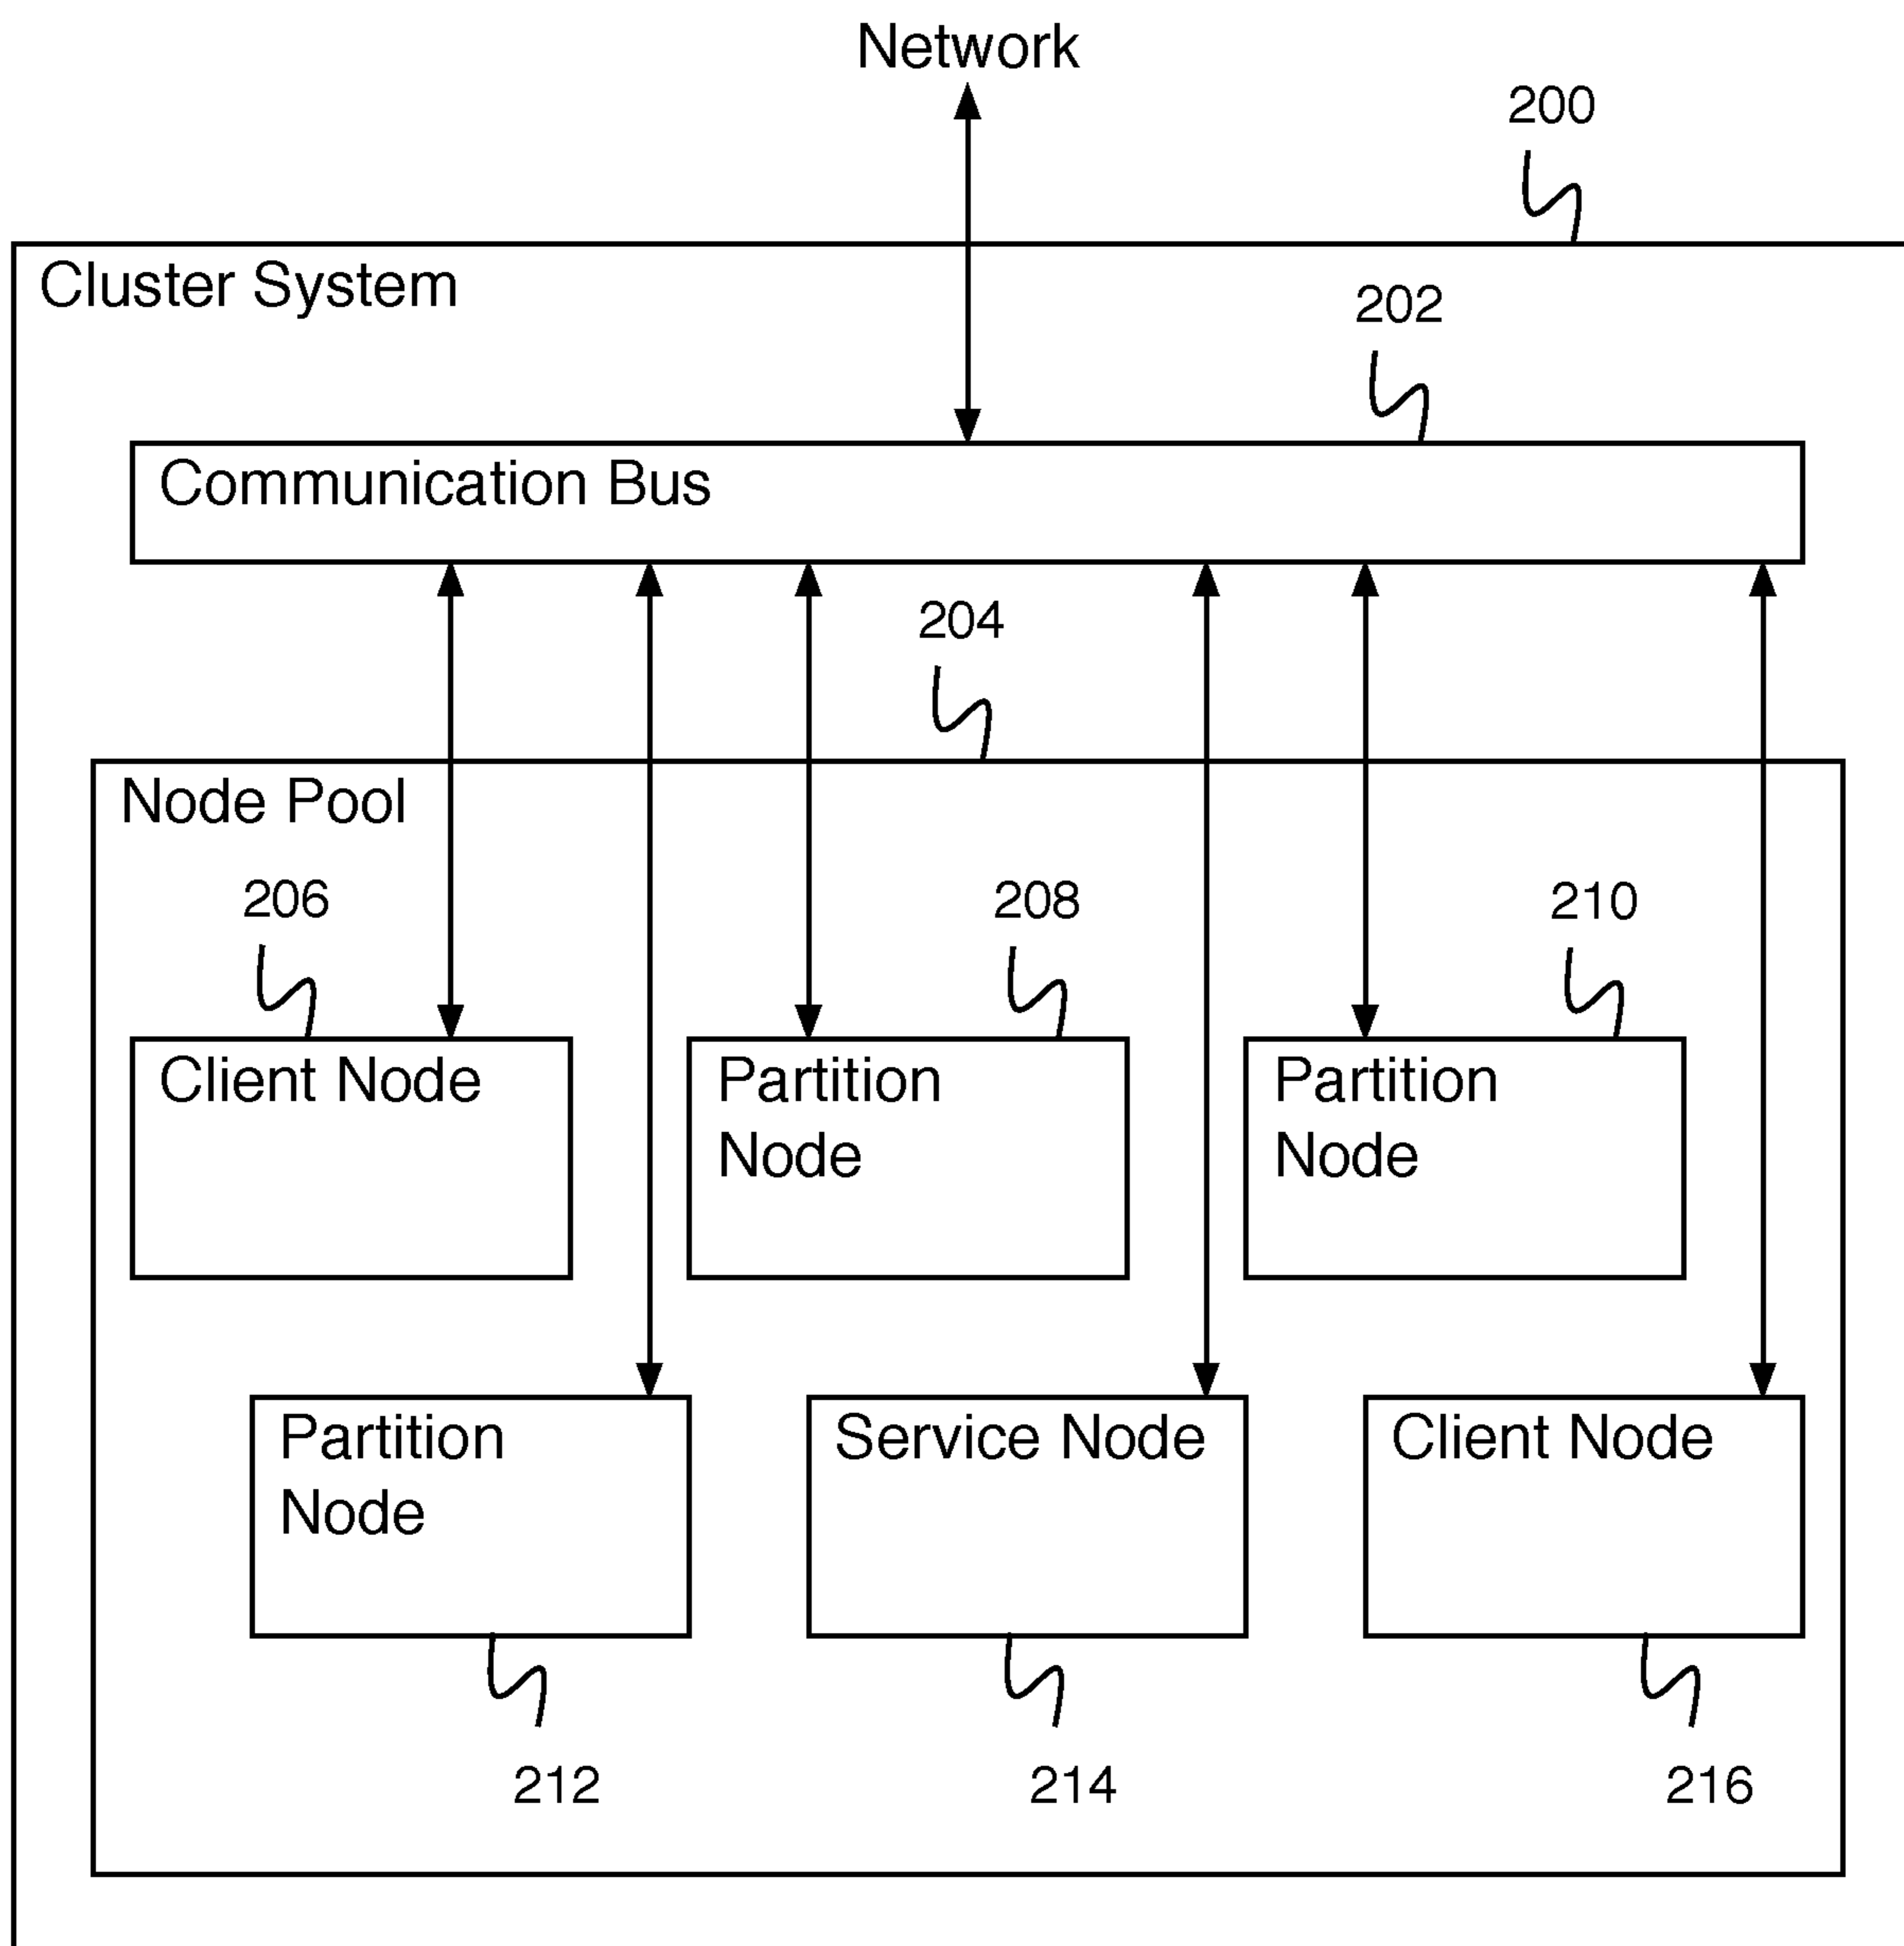 Network
200
Cluster System
202
Communication Bus
204
Node Pool
206
208
210
Client Node
Partition
Node
Partition
Node
Partition
Node
Service Node
Client Node
212
214
216